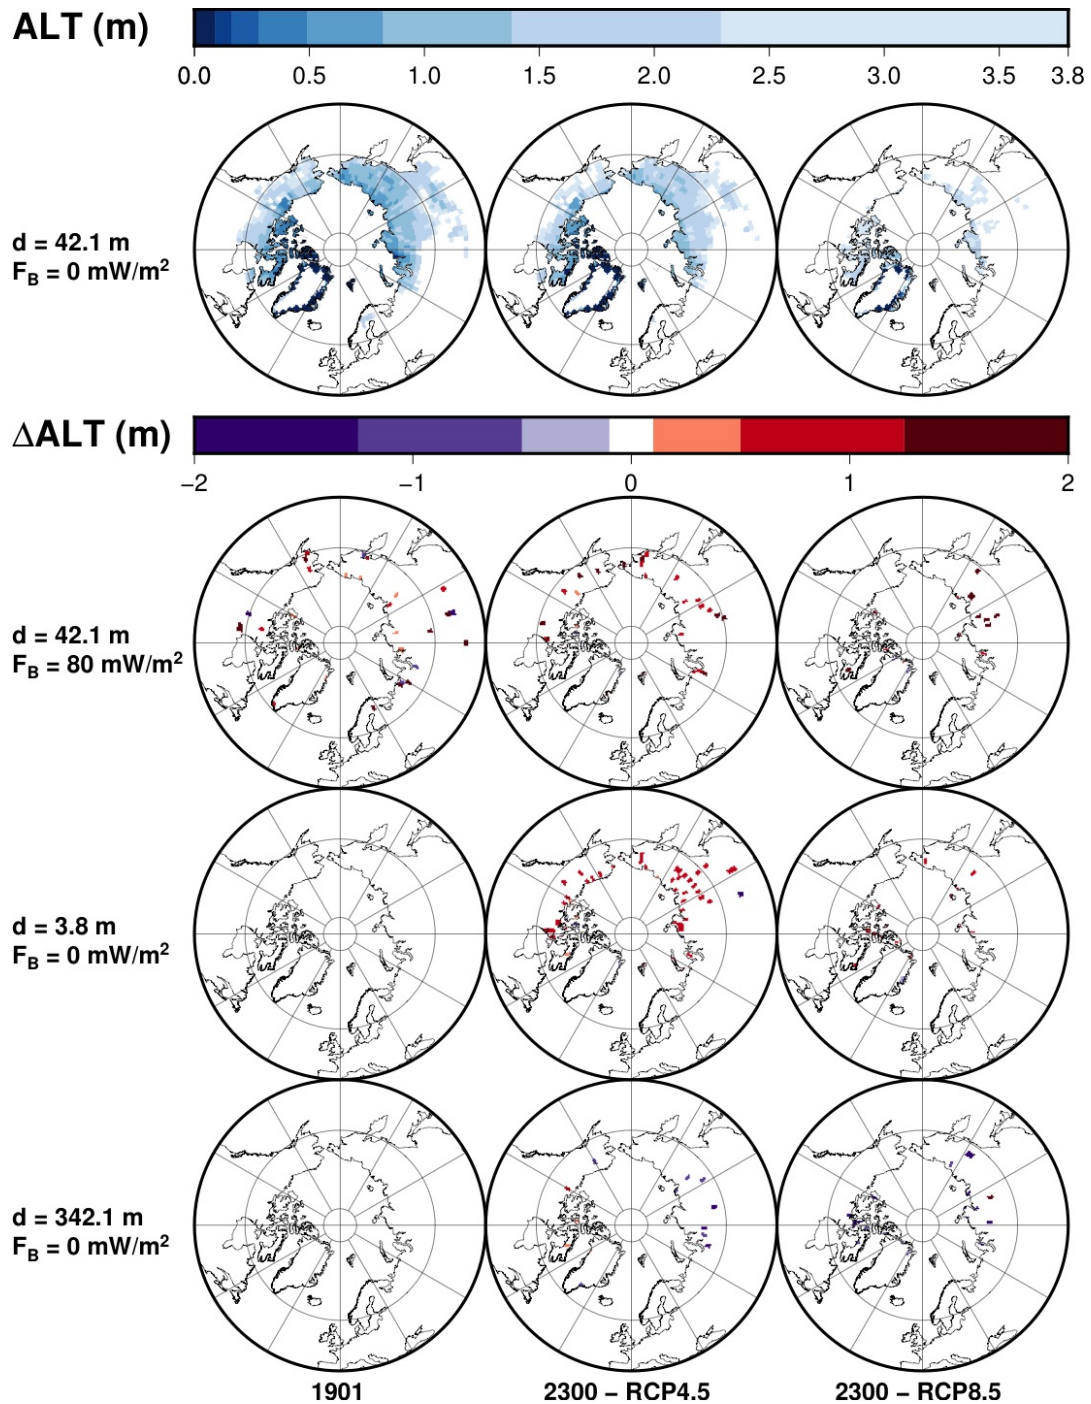 ALT (m)
0.0 0.5 1.0 1.5 2.0 2.5 3.0 3.5 3.8
d = 42.1 m
F_B = 0 mW/m²
ΔALT (m)
−2 −1 0 1 2
d = 42.1 m
F_B = 80 mW/m²
d = 3.8 m
F_B = 0 mW/m²
d = 342.1 m
F_B = 0 mW/m²
1901 2300 − RCP4.5 2300 − RCP8.5